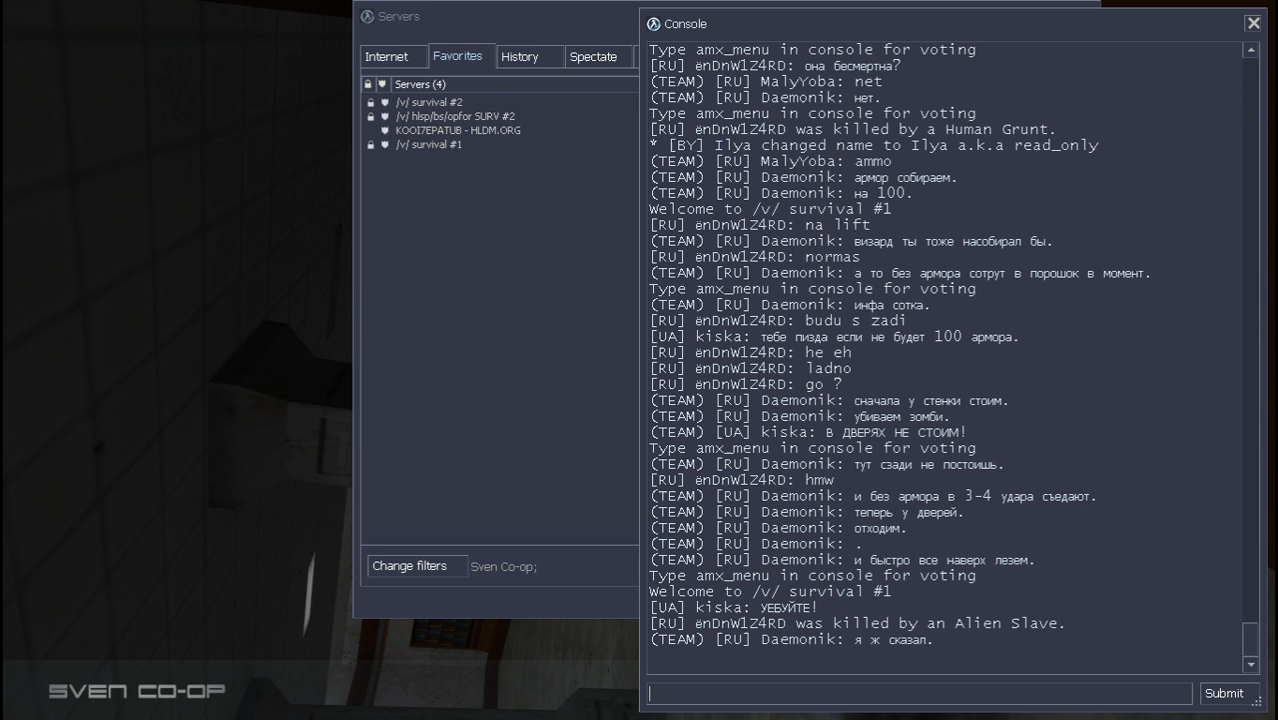 Servers
Internet
Favorites
History
Spectate
Servers (4)
/v/ survival #2
/v/ hlsp/bs/opfor SURV #2
KOOI7EPATUB - HLDM.ORG
/v/ survival #1
Change filters
Sven Co-op;
SVEN CO-OP
Console
Type amx_menu in console for voting
[RU] ënDnW1Z4RD: она бесмертна?
(TEAM) [RU] MalyYoba: net
(TEAM) [RU] Daemonik: нет.
Type amx_menu in console for voting
[RU] ënDnW1Z4RD was killed by a Human Grunt.
* [BY] Ilya changed name to Ilya a.k.a read_only
(TEAM) [RU] MalyYoba: ammo
(TEAM) [RU] Daemonik: армор собираем.
(TEAM) [RU] Daemonik: на 100.
Welcome to /v/ survival #1
[RU] ënDnW1Z4RD: na lift
(TEAM) [RU] Daemonik: визард ты тоже насобирал бы.
[RU] ënDnW1Z4RD: normas
(TEAM) [RU] Daemonik: а то без армора сотрут в порошок в момент.
Type amx_menu in console for voting
(TEAM) [RU] Daemonik: инфа сотка.
[RU] ënDnW1Z4RD: budu s zadi
[UA] kiska: тебе пизда если не будет 100 армора.
[RU] ënDnW1Z4RD: he eh
[RU] ënDnW1Z4RD: ladno
[RU] ënDnW1Z4RD: go ?
(TEAM) [RU] Daemonik: сначала у стенки стоим.
(TEAM) [RU] Daemonik: убиваем зомби.
(TEAM) [UA] kiska: В ДВЕРЯХ НЕ СТОИМ!
Type amx_menu in console for voting
(TEAM) [RU] Daemonik: тут сзади не постоишь.
[RU] ënDnW1Z4RD: hmw
(TEAM) [RU] Daemonik: и без армора в 3-4 удара съедают.
(TEAM) [RU] Daemonik: теперь у дверей.
(TEAM) [RU] Daemonik: отходим.
(TEAM) [RU] Daemonik: .
(TEAM) [RU] Daemonik: и быстро все наверх лезем.
Type amx_menu in console for voting
Welcome to /v/ survival #1
[UA] kiska: УЕБУЙТЕ!
[RU] ënDnW1Z4RD was killed by an Alien Slave.
(TEAM) [RU] Daemonik: я ж сказал.
Submit